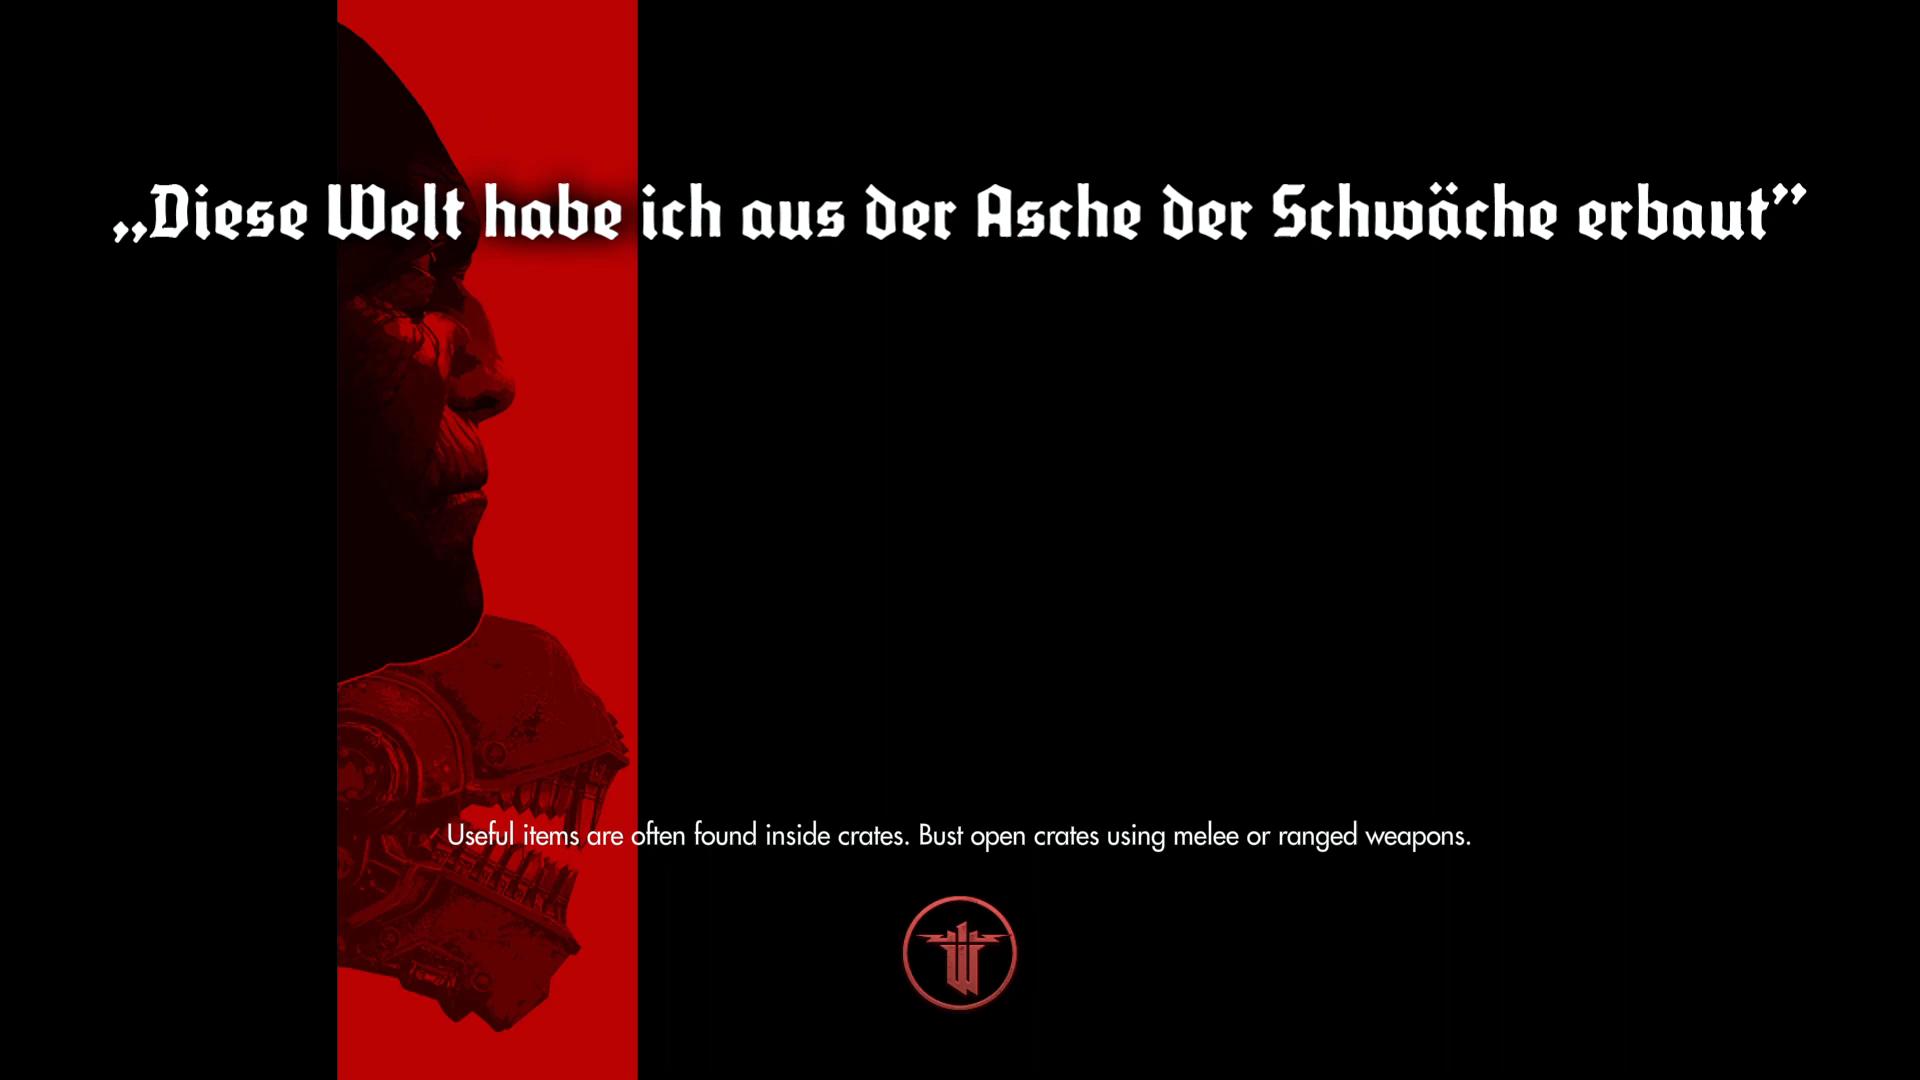 „Diese Welt habe ich aus der Asche der Schwäche erbaut”
Useful items are often found inside crates. Bust open crates using melee or ranged weapons.